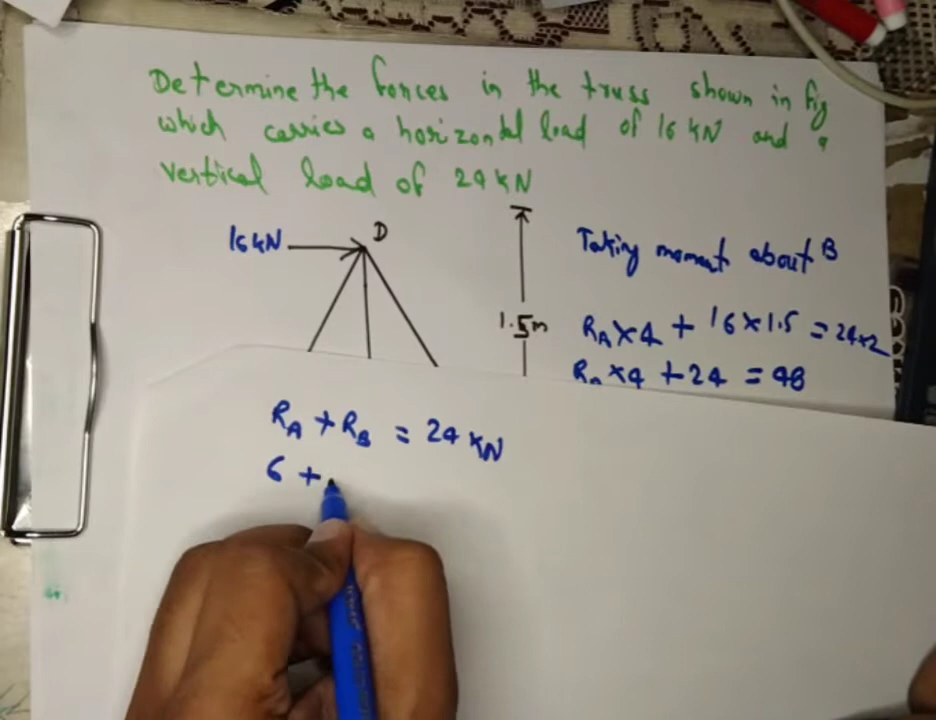 Determine the forces in the truss shown in fig
which carries a horizontal load of 16 kN and a
vertical load of 24 kN
16 kN
D
1.5m
Taking moment about B
RA×4 + 16×1.5 = 24×2
RA×4 + 24 = 48
RA + RB = 24 kN
6 +